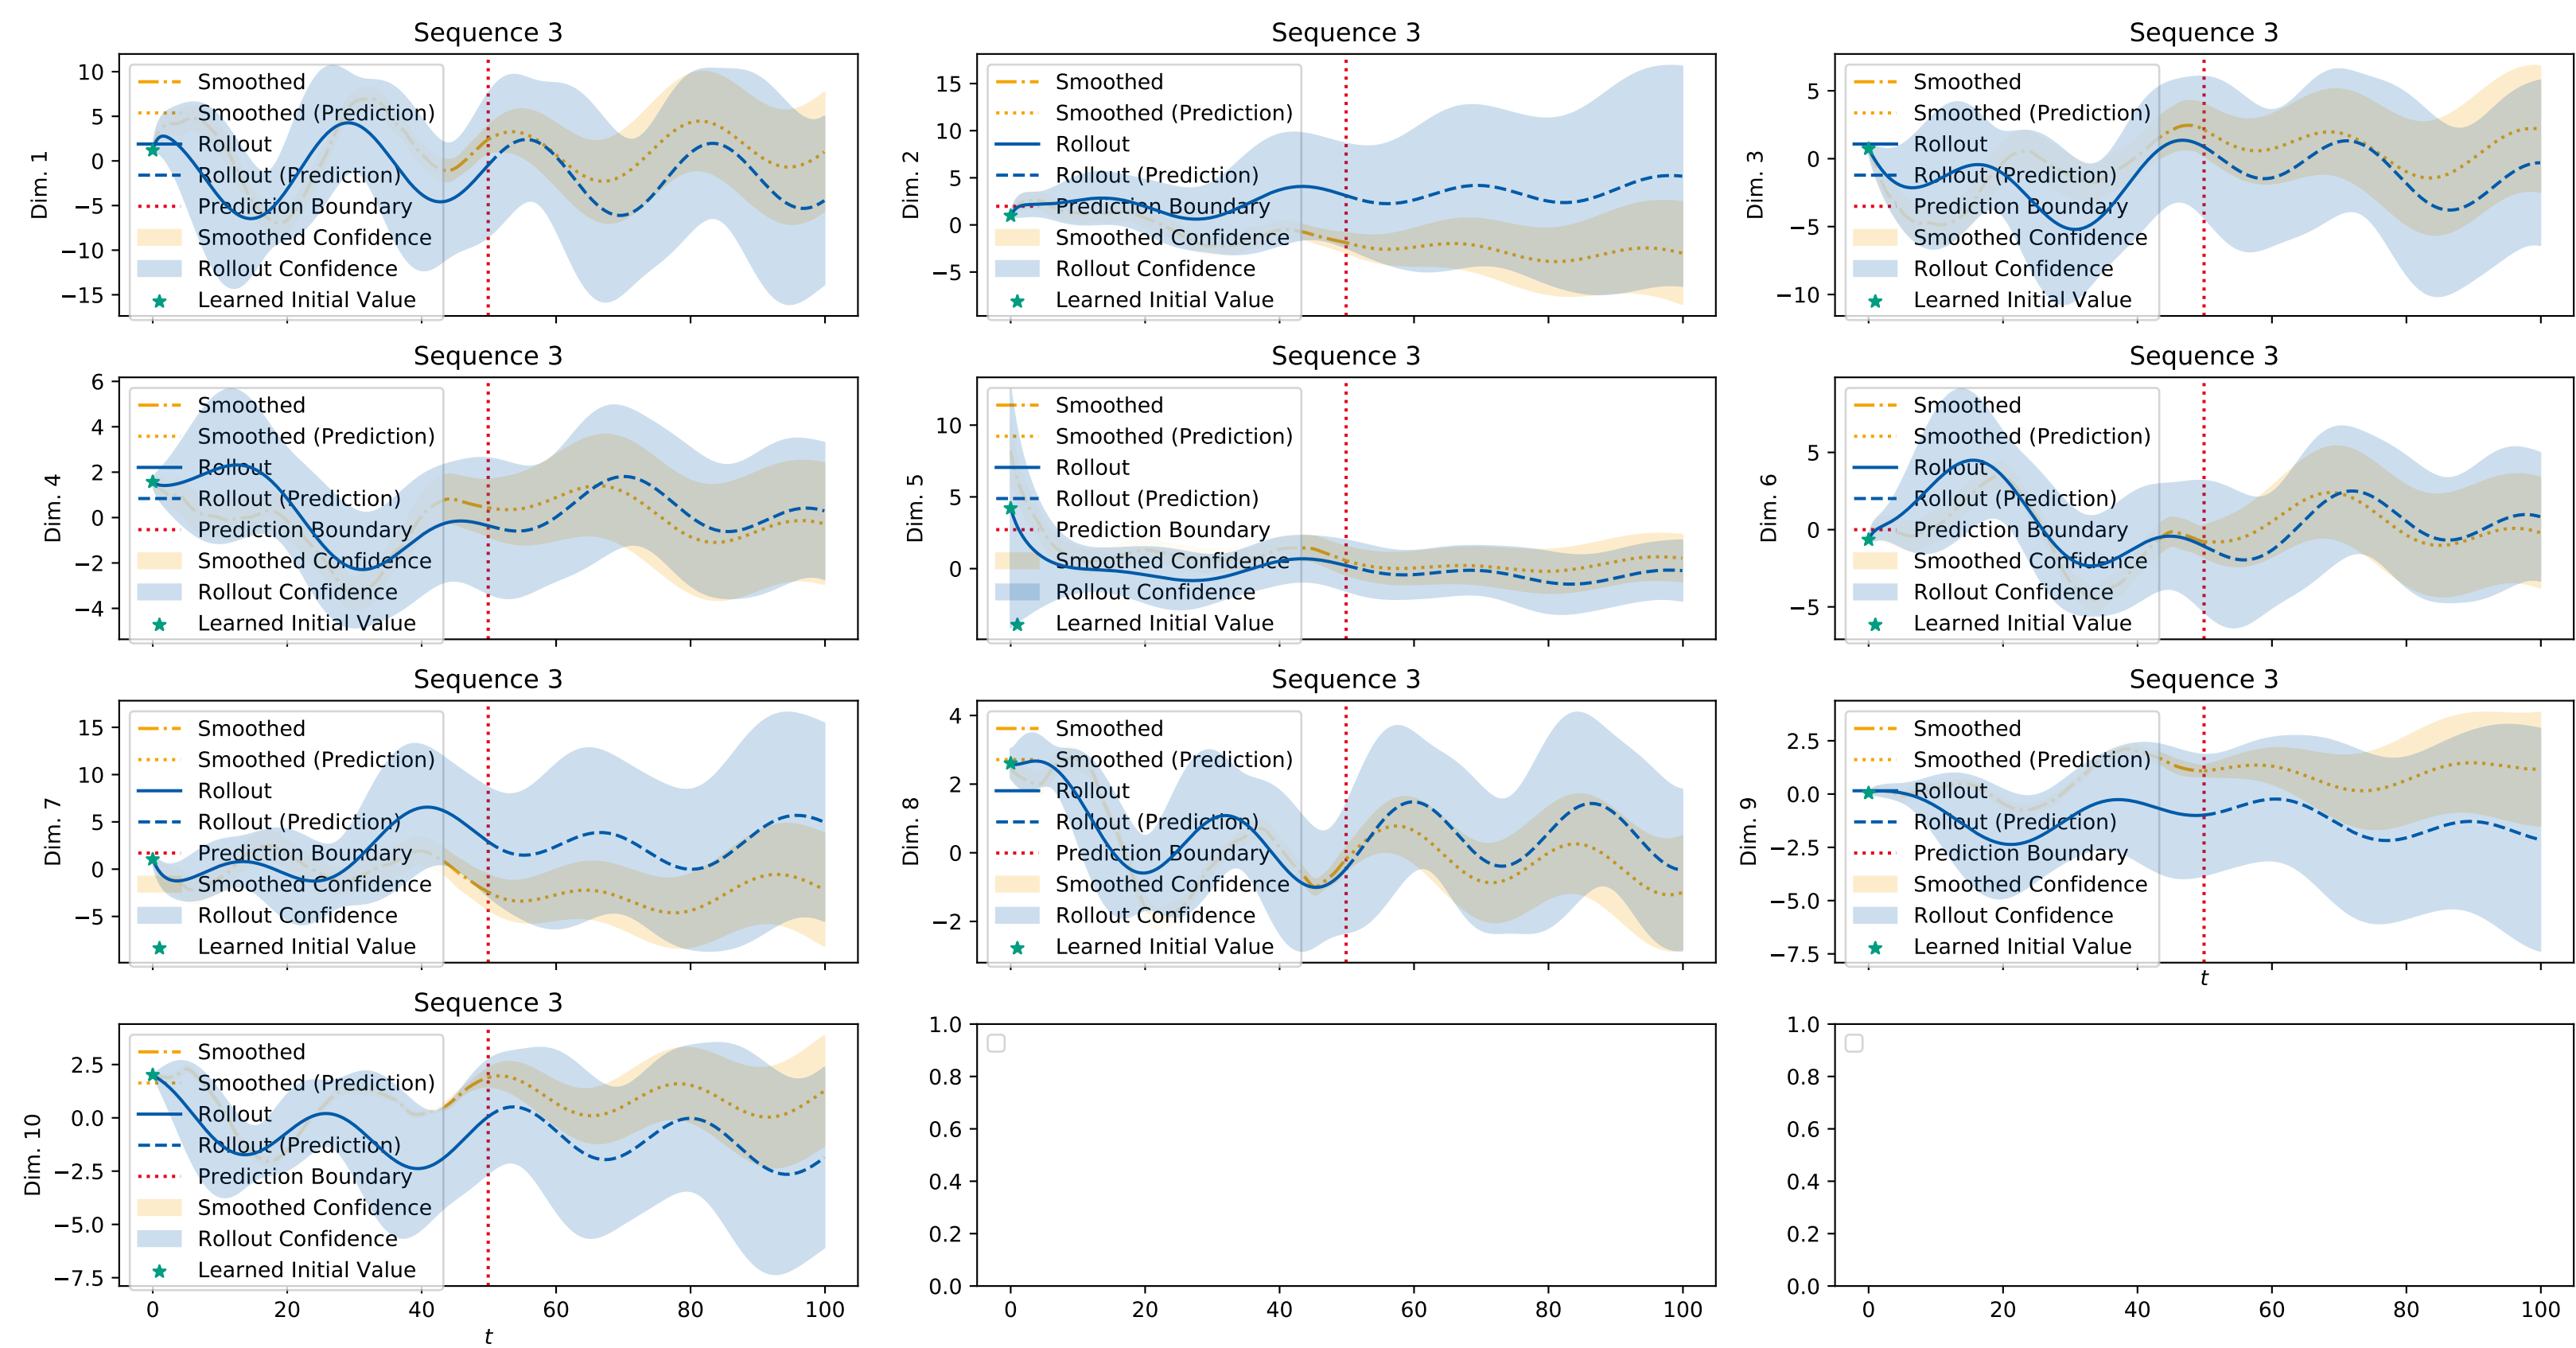 Sequence 3
Dim. 1
10
5
0
−5
−10
−15
Smoothed
Smoothed (Prediction)
Rollout
Rollout (Prediction)
Prediction Boundary
Smoothed Confidence
Rollout Confidence
Learned Initial Value
Sequence 3
Dim. 2
15
10
5
0
−5
Smoothed
Smoothed (Prediction)
Rollout
Rollout (Prediction)
Prediction Boundary
Smoothed Confidence
Rollout Confidence
Learned Initial Value
Sequence 3
Dim. 3
5
0
−5
−10
Smoothed
Smoothed (Prediction)
Rollout
Rollout (Prediction)
Prediction Boundary
Smoothed Confidence
Rollout Confidence
Learned Initial Value
Sequence 3
Dim. 4
6
4
2
0
−2
−4
Smoothed
Smoothed (Prediction)
Rollout
Rollout (Prediction)
Prediction Boundary
Smoothed Confidence
Rollout Confidence
Learned Initial Value
Sequence 3
Dim. 5
10
5
0
Smoothed
Smoothed (Prediction)
Rollout
Rollout (Prediction)
Prediction Boundary
Smoothed Confidence
Rollout Confidence
Learned Initial Value
Sequence 3
Dim. 6
5
0
−5
Smoothed
Smoothed (Prediction)
Rollout
Rollout (Prediction)
Prediction Boundary
Smoothed Confidence
Rollout Confidence
Learned Initial Value
Sequence 3
Dim. 7
15
10
5
0
−5
Smoothed
Smoothed (Prediction)
Rollout
Rollout (Prediction)
Prediction Boundary
Smoothed Confidence
Rollout Confidence
Learned Initial Value
Sequence 3
Dim. 8
4
2
0
−2
Smoothed
Smoothed (Prediction)
Rollout
Rollout (Prediction)
Prediction Boundary
Smoothed Confidence
Rollout Confidence
Learned Initial Value
Sequence 3
Dim. 9
2.5
0.0
−2.5
−5.0
−7.5
Smoothed
Smoothed (Prediction)
Rollout
Rollout (Prediction)
Prediction Boundary
Smoothed Confidence
Rollout Confidence
Learned Initial Value
t
Sequence 3
Dim. 10
2.5
0.0
−2.5
−5.0
−7.5
Smoothed
Smoothed (Prediction)
Rollout
Rollout (Prediction)
Prediction Boundary
Smoothed Confidence
Rollout Confidence
Learned Initial Value
0 20 40 60 80 100
t
1.0
0.8
0.6
0.4
0.2
0.0
0 20 40 60 80 100
1.0
0.8
0.6
0.4
0.2
0.0
0 20 40 60 80 100